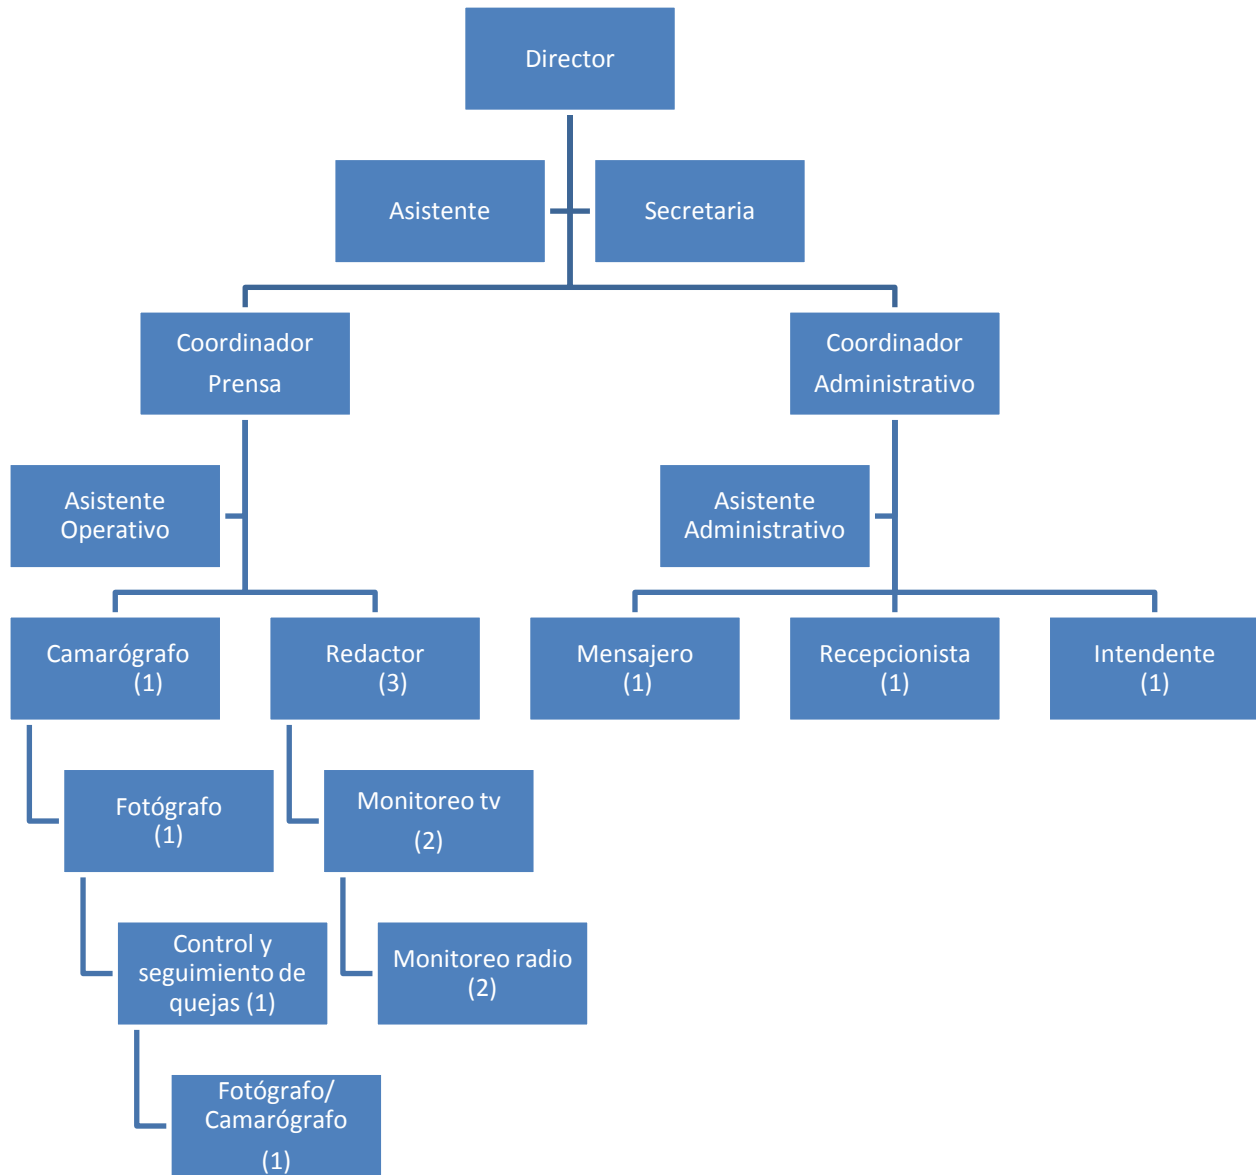 Director
Asistente
Secretaria
Coordinador
Prensa
Coordinador
Administrativo
Asistente
Operativo
Asistente
Administrativo
Camarógrafo
(1)
Redactor
(3)
Mensajero
(1)
Recepcionista
(1)
Intendente
(1)
Fotógrafo
(1)
Monitoreo tv
(2)
Control y
seguimiento de
quejas (1)
Monitoreo radio
(2)
Fotógrafo/
Camarógrafo
(1)